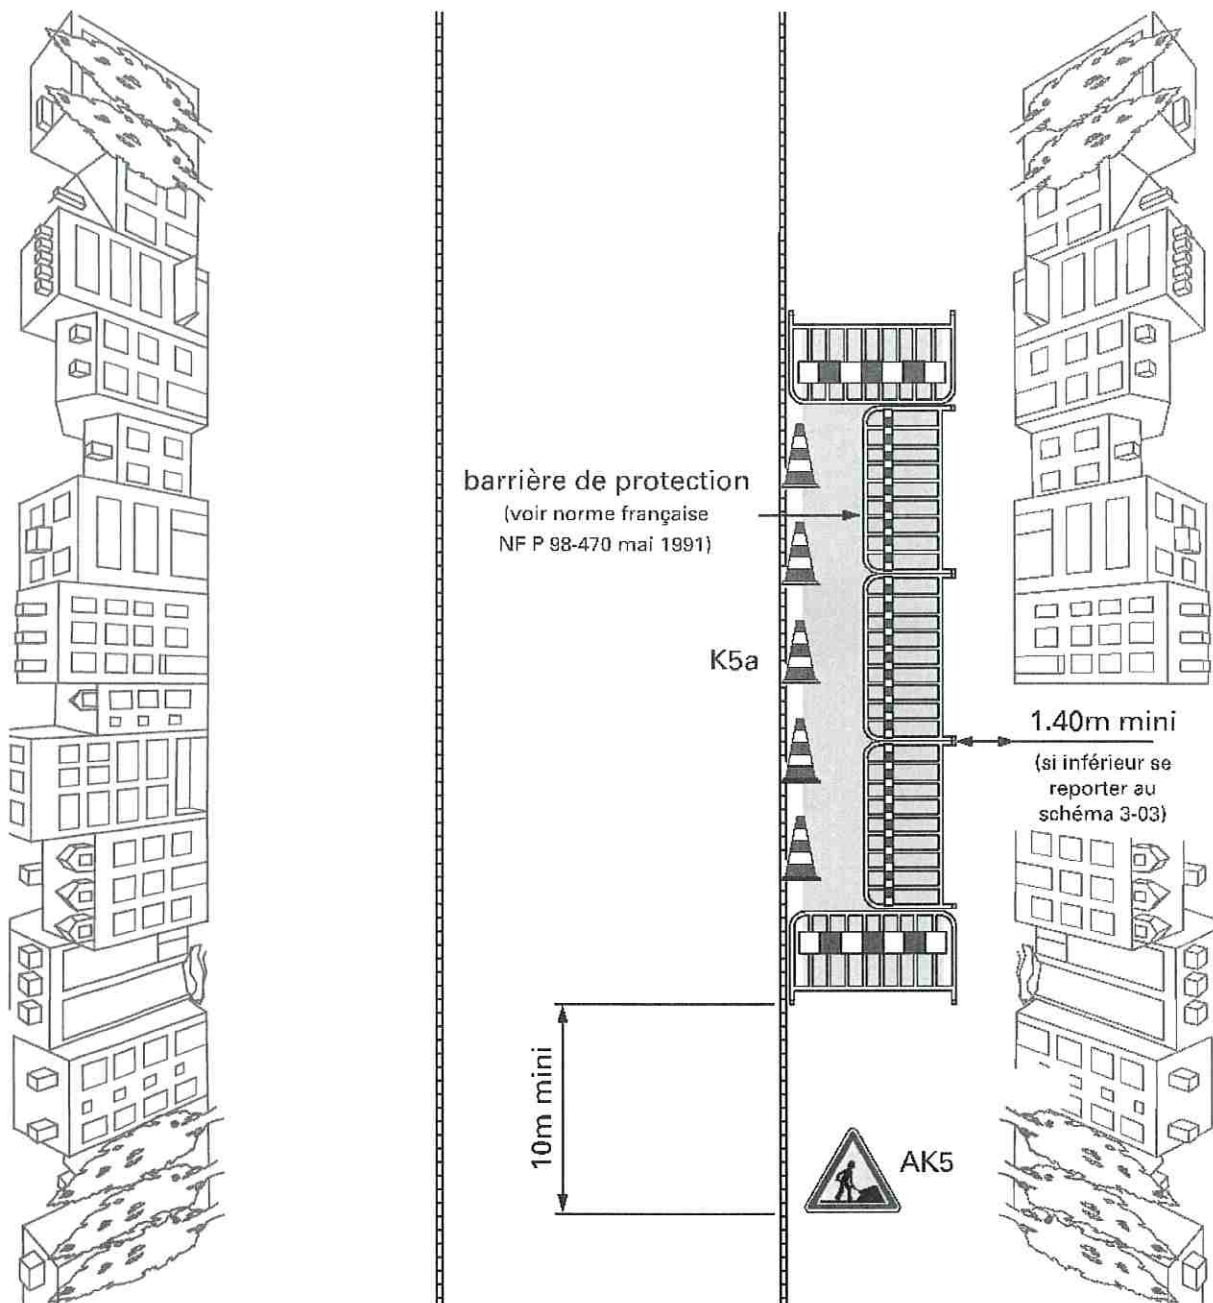 barrière de protection
(voir norme française
NF P 98-470 mai 1991)
K5a
1.40m mini
(si inférieur se
reporter au
schéma 3-03)
10m mini
AK5